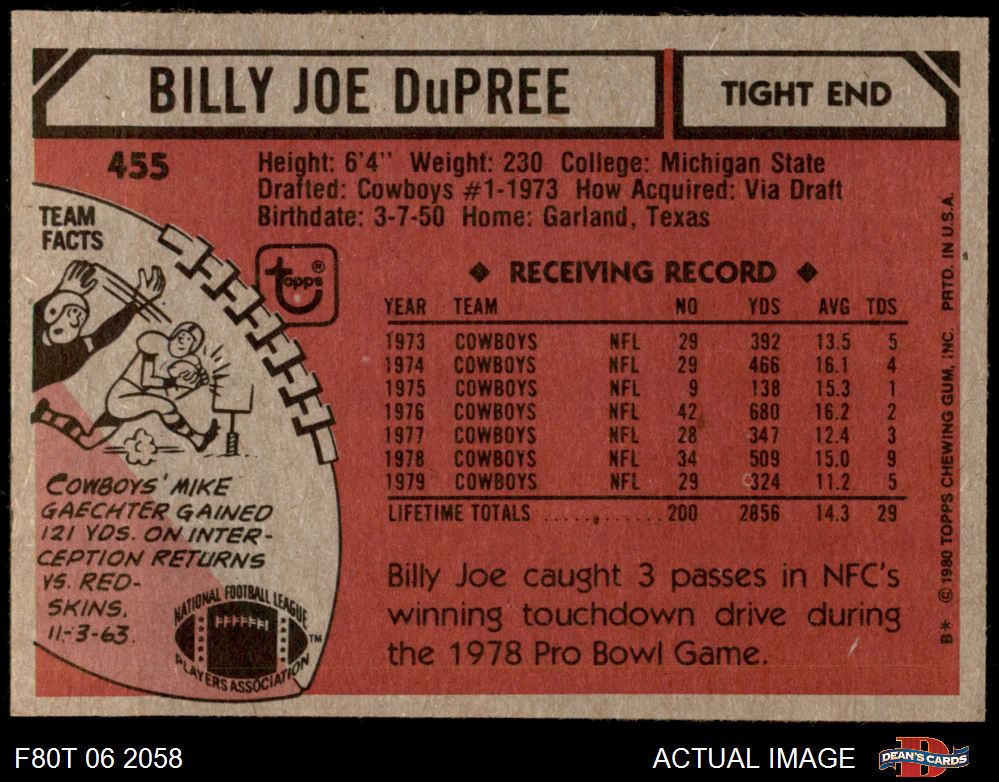 BILLY JOE DuPREE
TIGHT END
455
Height: 6'4" Weight: 230 College: Michigan State
Drafted: Cowboys #1-1973 How Acquired: Via Draft
Birthdate: 3-7-50 Home: Garland, Texas
TEAM
FACTS
topps®
◆ RECEIVING RECORD ◆
YEAR TEAM NO YDS AVG TDS
1973 COWBOYS NFL 29 392 13.5 5
1974 COWBOYS NFL 29 466 16.1 4
1975 COWBOYS NFL 9 138 15.3 1
1976 COWBOYS NFL 42 680 16.2 2
1977 COWBOYS NFL 28 347 12.4 3
1978 COWBOYS NFL 34 509 15.0 9
1979 COWBOYS NFL 29 324 11.2 5
LIFETIME TOTALS ............. 200 2856 14.3 29
COWBOYS' MIKE
GAECHTER GAINED
121 YDS. ON INTER-
CEPTION RETURNS
VS. RED-
SKINS.
11-3-63.
NATIONAL FOOTBALL LEAGUE
PLAYERS ASSOCIATION
TM
Billy Joe caught 3 passes in NFC's
winning touchdown drive during
the 1978 Pro Bowl Game.
B* © 1980 TOPPS CHEWING GUM, INC. PRTD. IN U.S.A.
F80T 06 2058
ACTUAL IMAGE
DEAN'S CARDS